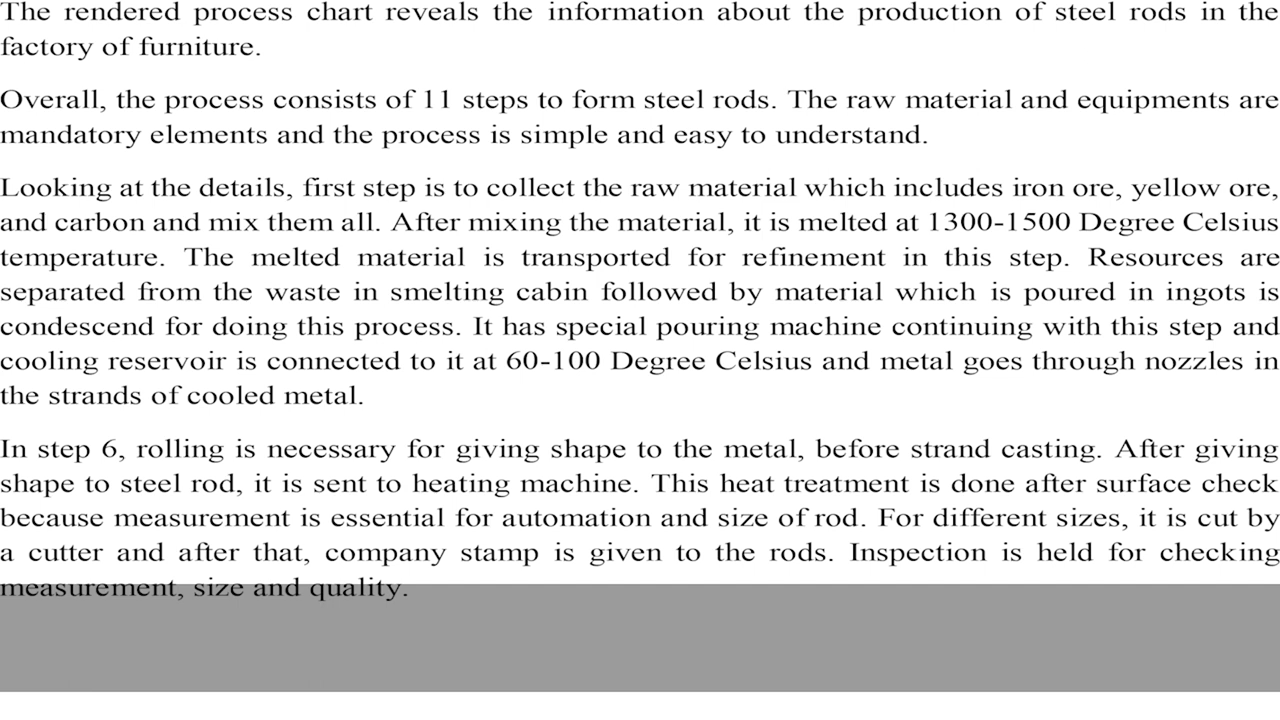 The rendered process chart reveals the information about the production of steel rods in the
factory of furniture.
Overall, the process consists of 11 steps to form steel rods. The raw material and equipments are
mandatory elements and the process is simple and easy to understand.
Looking at the details, first step is to collect the raw material which includes iron ore, yellow ore,
and carbon and mix them all. After mixing the material, it is melted at 1300-1500 Degree Celsius
temperature. The melted material is transported for refinement in this step. Resources are
separated from the waste in smelting cabin followed by material which is poured in ingots is
condescend for doing this process. It has special pouring machine continuing with this step and
cooling reservoir is connected to it at 60-100 Degree Celsius and metal goes through nozzles in
the strands of cooled metal.
In step 6, rolling is necessary for giving shape to the metal, before strand casting. After giving
shape to steel rod, it is sent to heating machine. This heat treatment is done after surface check
because measurement is essential for automation and size of rod. For different sizes, it is cut by
a cutter and after that, company stamp is given to the rods. Inspection is held for checking
measurement, size and quality.